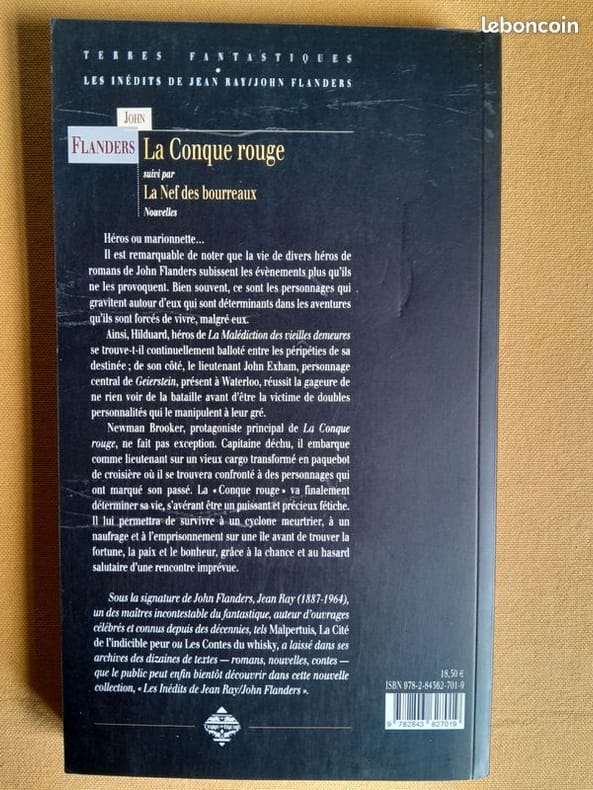 leboncoin
TERRES FANTASTIQUES
LES INÉDITS DE JEAN RAY/JOHN FLANDERS
JOHN
FLANDERS
La Conque rouge
suivi par
La Nef des bourreaux
Nouvelles
Héros ou marionnette...
Il est remarquable de noter que la vie de divers héros de
romans de John Flanders subissent les évènements plus qu'ils
ne les provoquent. Bien souvent, ce sont les personnages qui
gravitent autour d'eux qui sont déterminants dans les aventures
qu'ils sont forcés de vivre, malgré eux.
Ainsi, Hilduard, héros de La Malédiction des vieilles demeures
se trouve-t-il continuellement balloté entre les péripéties de sa
destinée ; de son côté, le lieutenant John Exham, personnage
central de Geierstein, présent à Waterloo, réussit la gageure de
ne rien voir de la bataille avant d'être la victime de doubles
personnalités qui le manipulent à leur gré.
Newman Brooker, protagoniste principal de La Conque
rouge, ne fait pas exception. Capitaine déchu, il embarque
comme lieutenant sur un vieux cargo transformé en paquebot
de croisière où il se trouvera confronté à des personnages qui
ont marqué son passé. La « Conque rouge » va finalement
déterminer sa vie, s'avérant être un puissant et précieux fétiche.
Il lui permettra de survivre à un cyclone meurtrier, à un
naufrage et à l'emprisonnement sur une île avant de trouver la
fortune, la paix et le bonheur, grâce à la chance et au hasard
salutaire d'une rencontre imprévue.
Sous la signature de John Flanders, Jean Ray (1887-1964),
un des maîtres incontestable du fantastique, auteur d'ouvrages
célébrés et connus depuis des décennies, tels Malpertuis, La Cité
de l'indicible peur ou Les Contes du whisky, a laissé dans ses
archives des dizaines de textes — romans, nouvelles, contes —
que le public peut enfin bientôt découvrir dans cette nouvelle
collection, « Les Inédits de Jean Ray/John Flanders ».
18,50 €
ISBN 978-2-84362-701-9
9 782843 627019